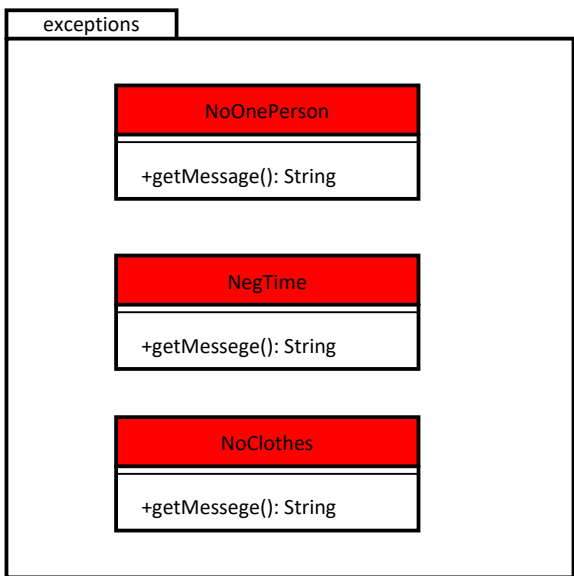 exceptions
NoOnePerson
+getMessage(): String
NegTime
+getMessege(): String
NoClothes
+getMessege(): String